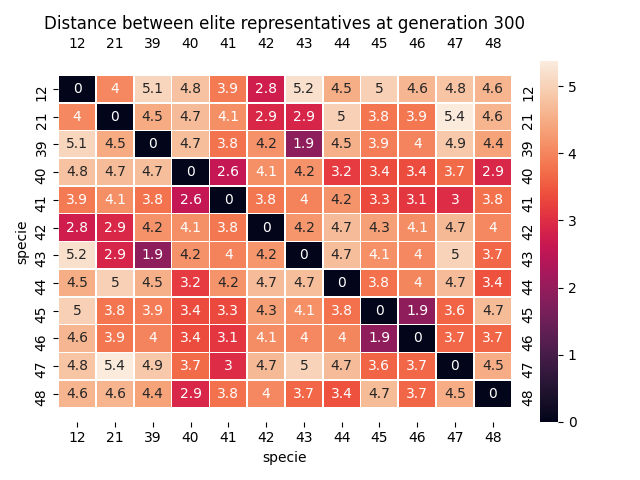 Distance between elite representatives at generation 300
12 21 39 40 41 42 43 44 45 46 47 48
12 0 4 5.1 4.8 3.9 2.8 5.2 4.5 5 4.6 4.8 4.6 12
21 4 0 4.5 4.7 4.1 2.9 2.9 5 3.8 3.9 5.4 4.6 21
39 5.1 4.5 0 4.7 3.8 4.2 1.9 4.5 3.9 4 4.9 4.4 39
40 4.8 4.7 4.7 0 2.6 4.1 4.2 3.2 3.4 3.4 3.7 2.9 40
41 3.9 4.1 3.8 2.6 0 3.8 4 4.2 3.3 3.1 3 3.8 41
42 2.8 2.9 4.2 4.1 3.8 0 4.2 4.7 4.3 4.1 4.7 4 42
43 5.2 2.9 1.9 4.2 4 4.2 0 4.7 4.1 4 5 3.7 43
44 4.5 5 4.5 3.2 4.2 4.7 4.7 0 3.8 4 4.7 3.4 44
45 5 3.8 3.9 3.4 3.3 4.3 4.1 3.8 0 1.9 3.6 4.7 45
46 4.6 3.9 4 3.4 3.1 4.1 4 4 1.9 0 3.7 3.7 46
47 4.8 5.4 4.9 3.7 3 4.7 5 4.7 3.6 3.7 0 4.5 47
48 4.6 4.6 4.4 2.9 3.8 4 3.7 3.4 4.7 3.7 4.5 0 48
12 21 39 40 41 42 43 44 45 46 47 48
specie
specie
5
4
3
2
1
0